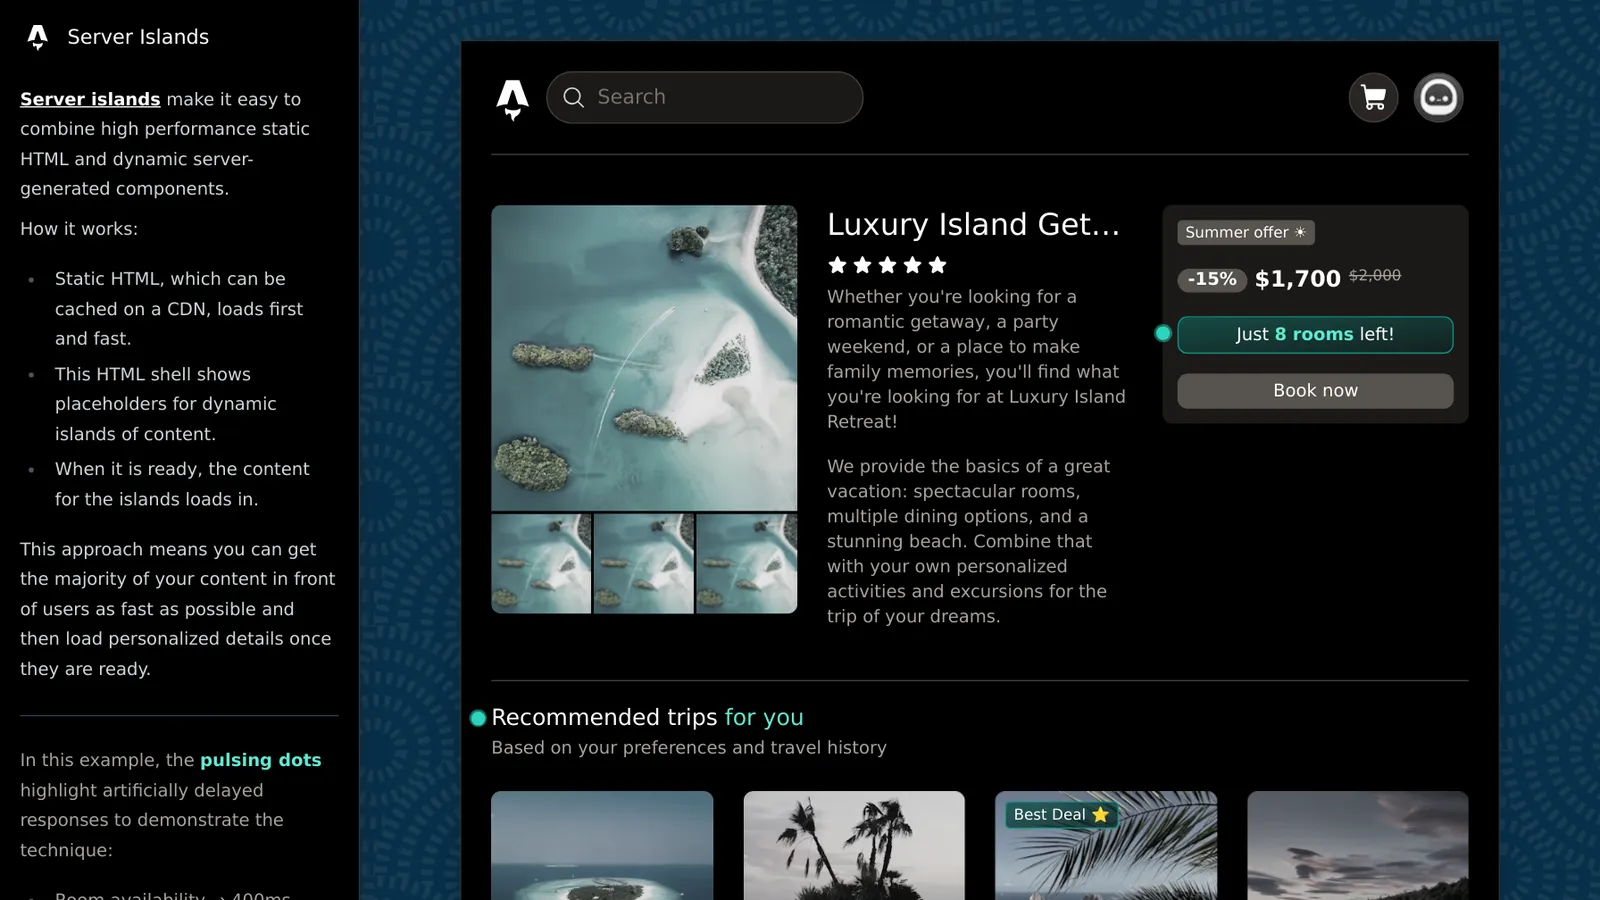 Server Islands
Server islands make it easy to
combine high performance static
HTML and dynamic server-
generated components.
How it works:
Static HTML, which can be
cached on a CDN, loads first
and fast.
This HTML shell shows
placeholders for dynamic
islands of content.
When it is ready, the content
for the islands loads in.
This approach means you can get
the majority of your content in front
of users as fast as possible and
then load personalized details once
they are ready.
In this example, the pulsing dots
highlight artificially delayed
responses to demonstrate the
technique:
Room availability → 400ms
Search
Luxury Island Get...
Whether you're looking for a
romantic getaway, a party
weekend, or a place to make
family memories, you'll find what
you're looking for at Luxury Island
Retreat!
We provide the basics of a great
vacation: spectacular rooms,
multiple dining options, and a
stunning beach. Combine that
with your own personalized
activities and excursions for the
trip of your dreams.
Summer offer ☀
-15% $1,700 $2,000
Just 8 rooms left!
Book now
Recommended trips for you
Based on your preferences and travel history
Best Deal ⭐